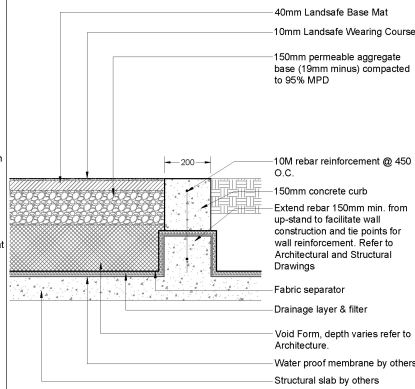 40mm Landsafe Base Mat
10mm Landsafe Wearing Course
150mm permeable aggregate
base (19mm minus) compacted
to 95% MPD
200
10M rebar reinforcement @ 450
O.C.
150mm concrete curb
Extend rebar 150mm min. from
up-stand to facilitate wall
construction and tie points for
wall reinforcement. Refer to
Architectural and Structural
Drawings
Fabric separator
Drainage layer & filter
Void Form, depth varies refer to
Architecture.
Water proof membrane by others
Structural slab by others